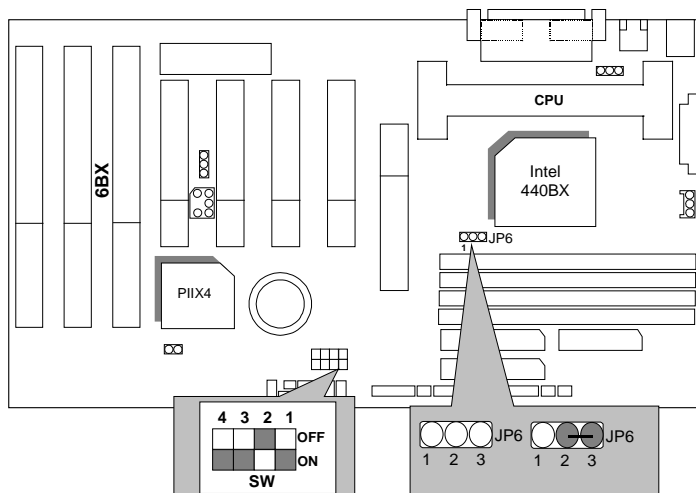 CPU
6BX
Intel
440BX
JP6
1
PIIX4
4 3 2 1
OFF
ON
SW
JP6
1 2 3
JP6
1 2 3